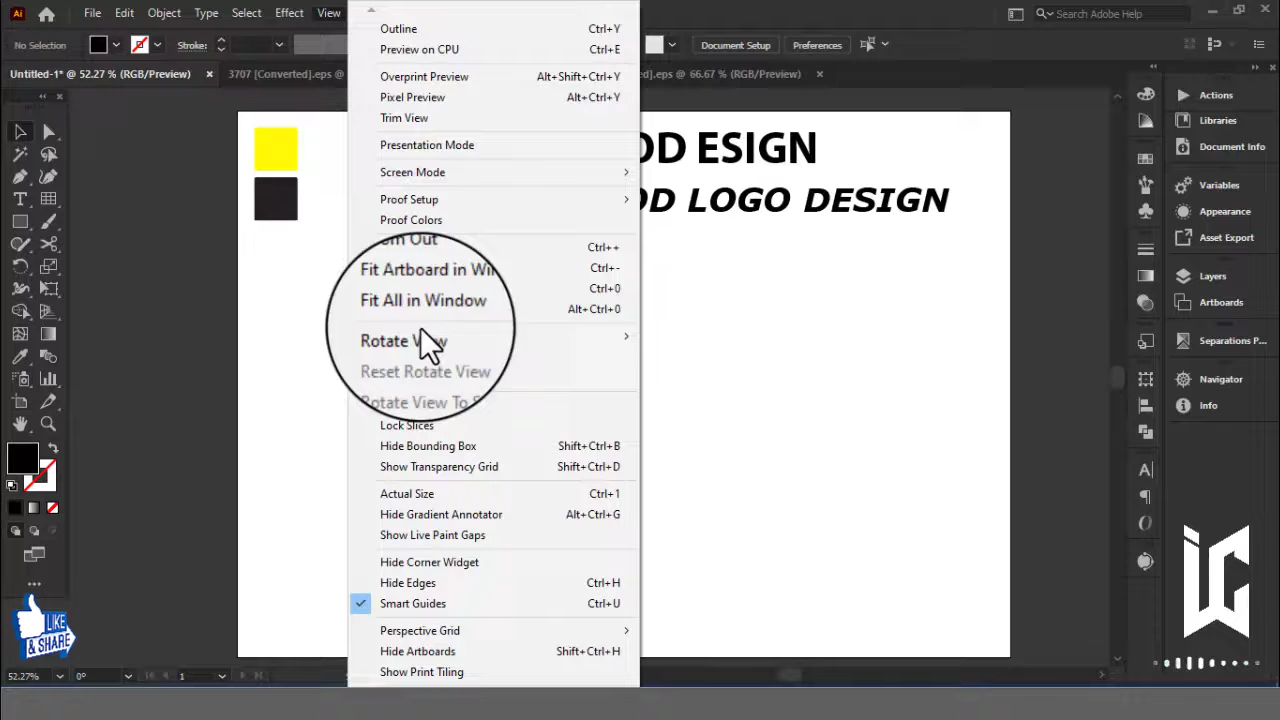 Ai File Edit Object Type Select Effect View Search Adobe Help
No Selection Stroke: Document Setup Preferences
Untitled-1* @ 52.27 % (RGB/Preview) × 3707 [Converted].eps @ 66.67 % (RGB/Preview) ×
Outline Ctrl+Y
Preview on CPU Ctrl+E
Overprint Preview Alt+Shift+Ctrl+Y
Pixel Preview Alt+Ctrl+Y
Trim View
Presentation Mode
Screen Mode
Proof Setup
Proof Colors
Out Ctrl++
Fit Artboard in Ctrl+-
Ctrl+0
Fit All in Window Alt+Ctrl+0
Rotate View
Reset Rotate View
Rotate View To
Lock Slices
Hide Bounding Box Shift+Ctrl+B
Show Transparency Grid Shift+Ctrl+D
Actual Size Ctrl+1
Hide Gradient Annotator Alt+Ctrl+G
Show Live Paint Gaps
Hide Corner Widget
Hide Edges Ctrl+H
Smart Guides Ctrl+U
Perspective Grid
Hide Artboards Shift+Ctrl+H
Show Print Tiling
OD ESIGN
OD LOGO DESIGN
Actions
Libraries
Document Info
Variables
Appearance
Asset Export
Layers
Artboards
Separations P...
Navigator
Info
LIKE
& SHARE
52.27% 0° 1